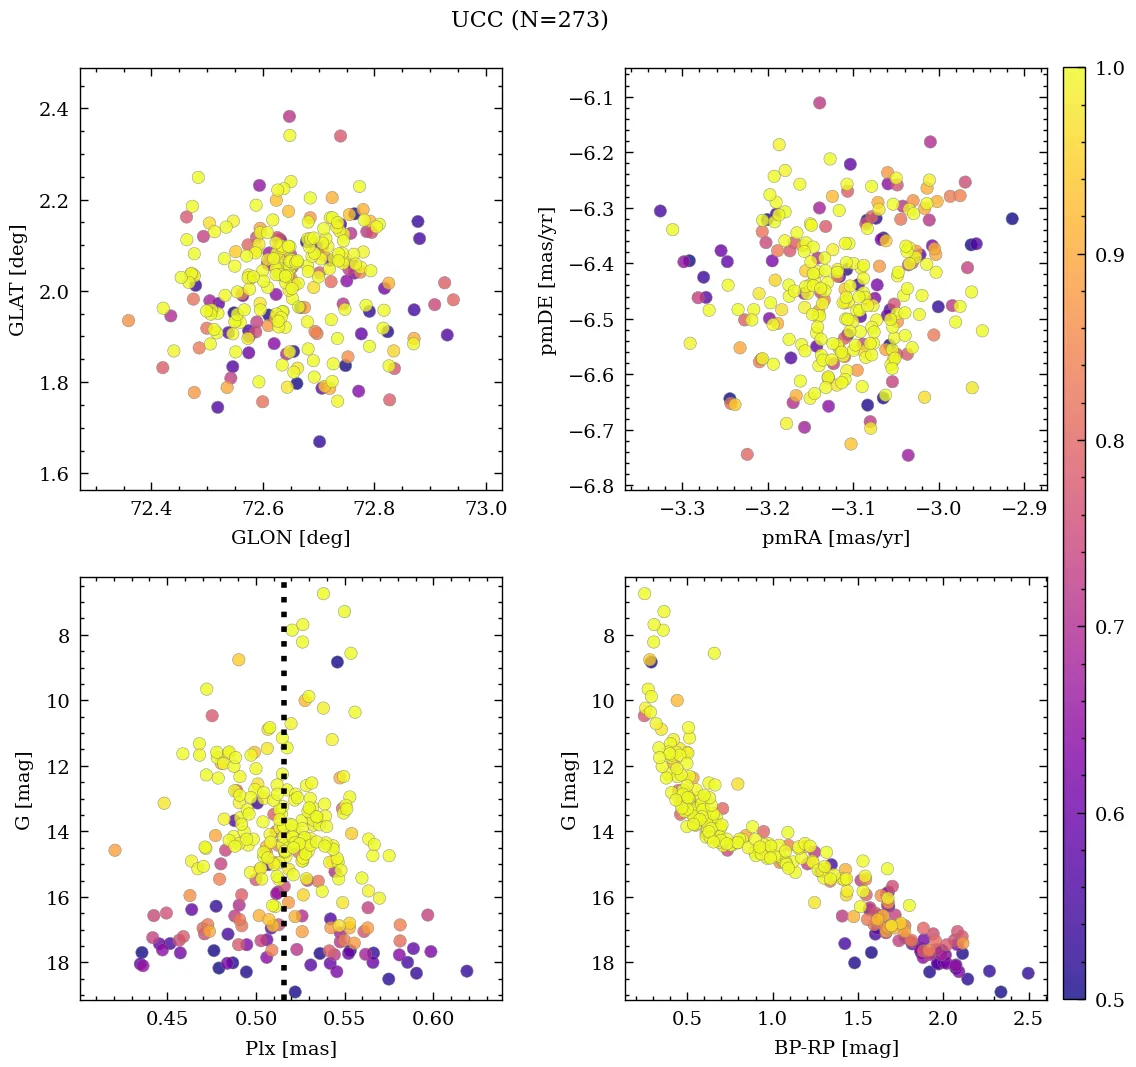 UCC (N=273)
2.4
2.2
2.0
1.8
1.6
GLAT [deg]
72.4 72.6 72.8 73.0
GLON [deg]
−6.1
−6.2
−6.3
−6.4
−6.5
−6.6
−6.7
−6.8
pmDE [mas/yr]
−3.3 −3.2 −3.1 −3.0 −2.9
pmRA [mas/yr]
8
10
12
14
16
18
G [mag]
0.45 0.50 0.55 0.60
Plx [mas]
8
10
12
14
16
18
G [mag]
0.5 1.0 1.5 2.0 2.5
BP-RP [mag]
1.0
0.9
0.8
0.7
0.6
0.5